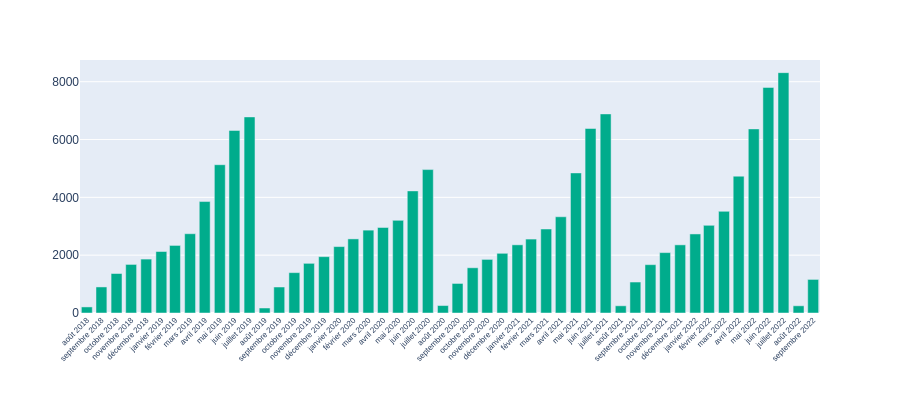 8000
6000
4000
2000
0
août 2018
septembre 2018
octobre 2018
novembre 2018
décembre 2018
janvier 2019
février 2019
mars 2019
avril 2019
mai 2019
juin 2019
juillet 2019
août 2019
septembre 2019
octobre 2019
novembre 2019
décembre 2019
janvier 2020
février 2020
mars 2020
avril 2020
mai 2020
juin 2020
juillet 2020
août 2020
septembre 2020
octobre 2020
novembre 2020
décembre 2020
janvier 2021
février 2021
mars 2021
avril 2021
mai 2021
juin 2021
juillet 2021
août 2021
septembre 2021
octobre 2021
novembre 2021
décembre 2021
janvier 2022
février 2022
mars 2022
avril 2022
mai 2022
juin 2022
juillet 2022
août 2022
septembre 2022